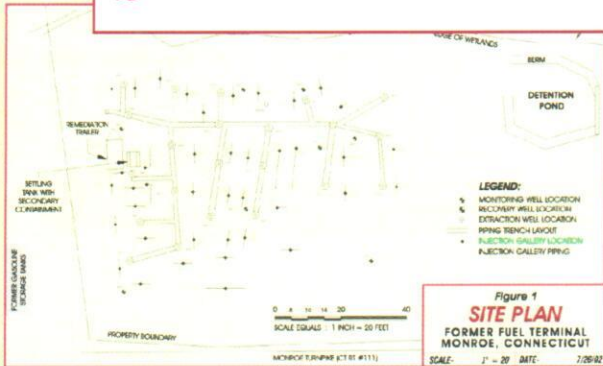 EDGE OF WETLANDS
BERM
DETENTION
POND
REMEDIATION
TRAILER
SETTLING
TANK WITH
SECONDARY
CONTAINMENT
FORMER GASOLINE
STORAGE TANKS
LEGEND:
MONITORING WELL LOCATION
RECOVERY WELL LOCATION
EXTRACTION WELL LOCATION
PIPING TRENCH LAYOUT
INJECTION GALLERY LOCATION
INJECTION GALLERY PIPING
0
20
40
SCALE EQUALS : 1 INCH = 20 FEET
PROPERTY BOUNDARY
MONROE TURNPIKE (CT RT. #111)
Figure 1
SITE PLAN
FORMER FUEL TERMINAL
MONROE, CONNECTICUT
SCALE- 1" = 20' DATE- 7/26/02